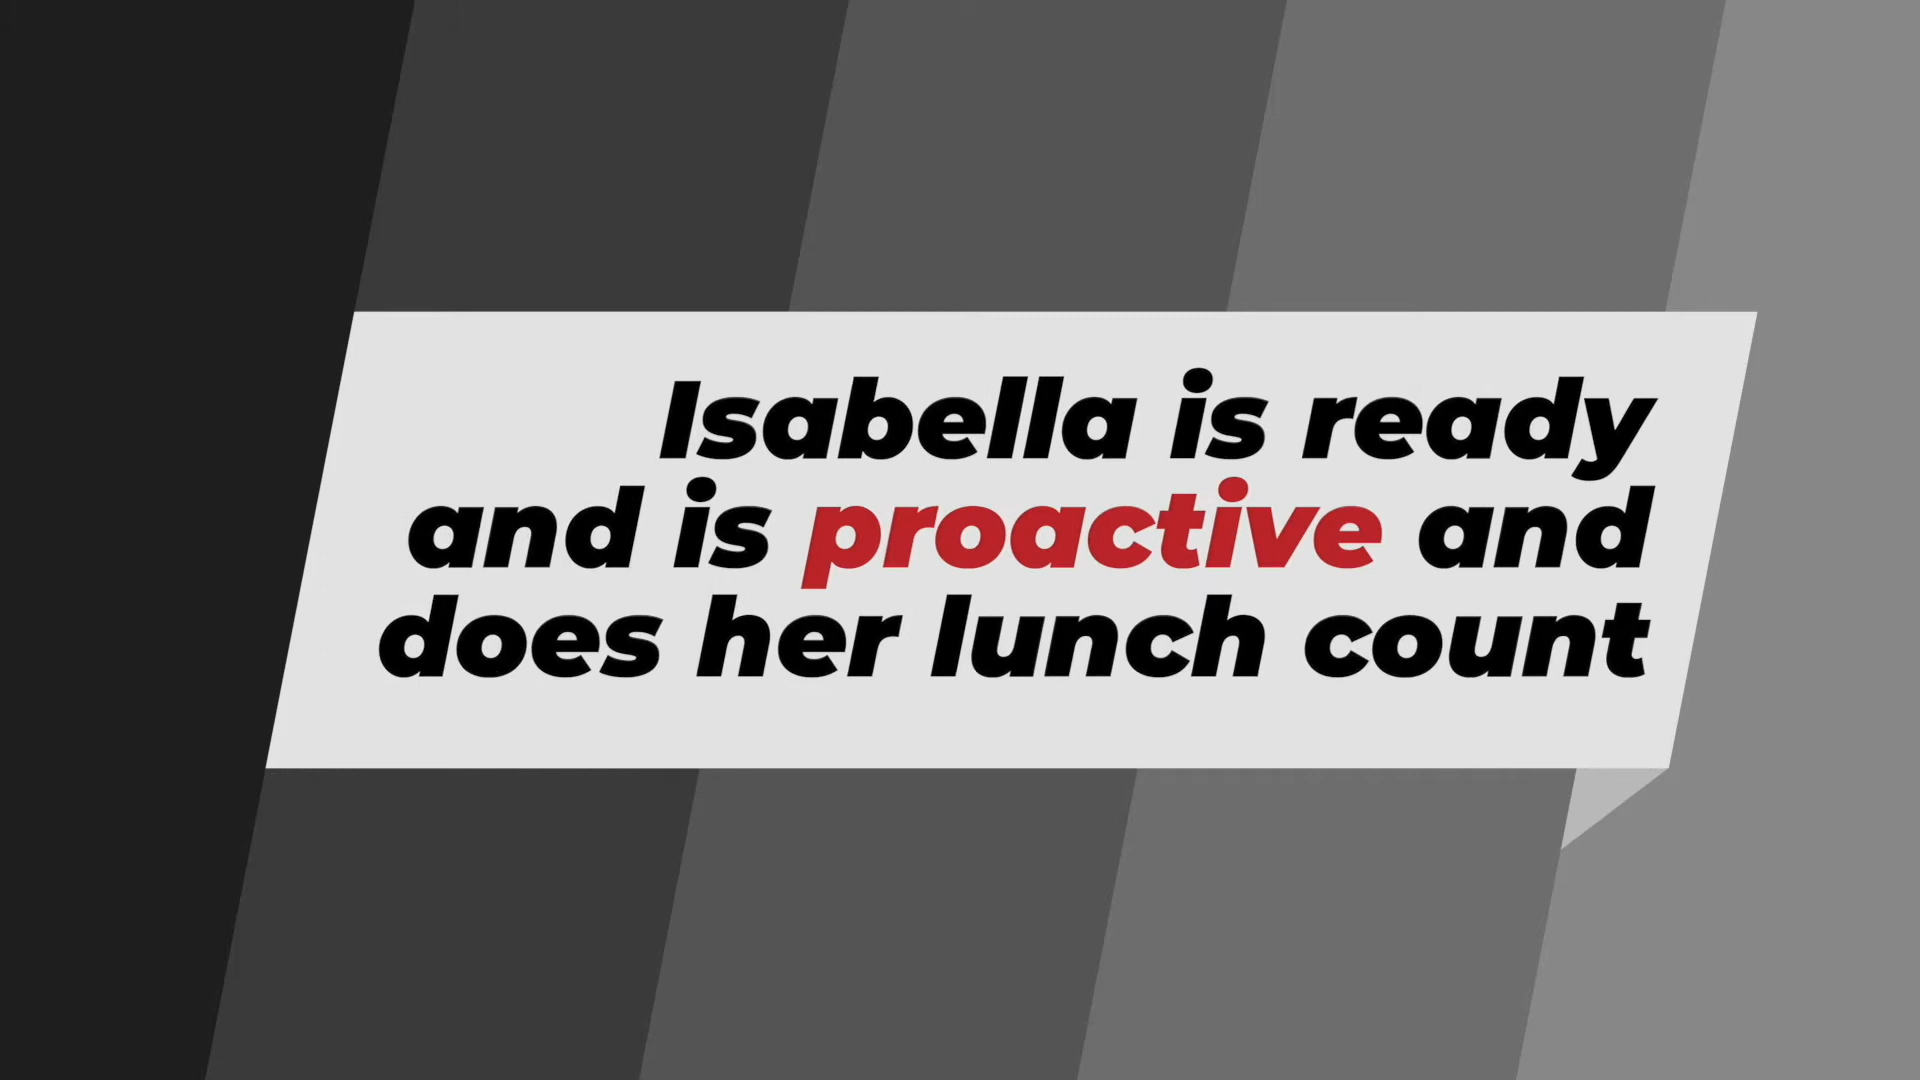 Isabella is ready
and is proactive and
does her lunch count